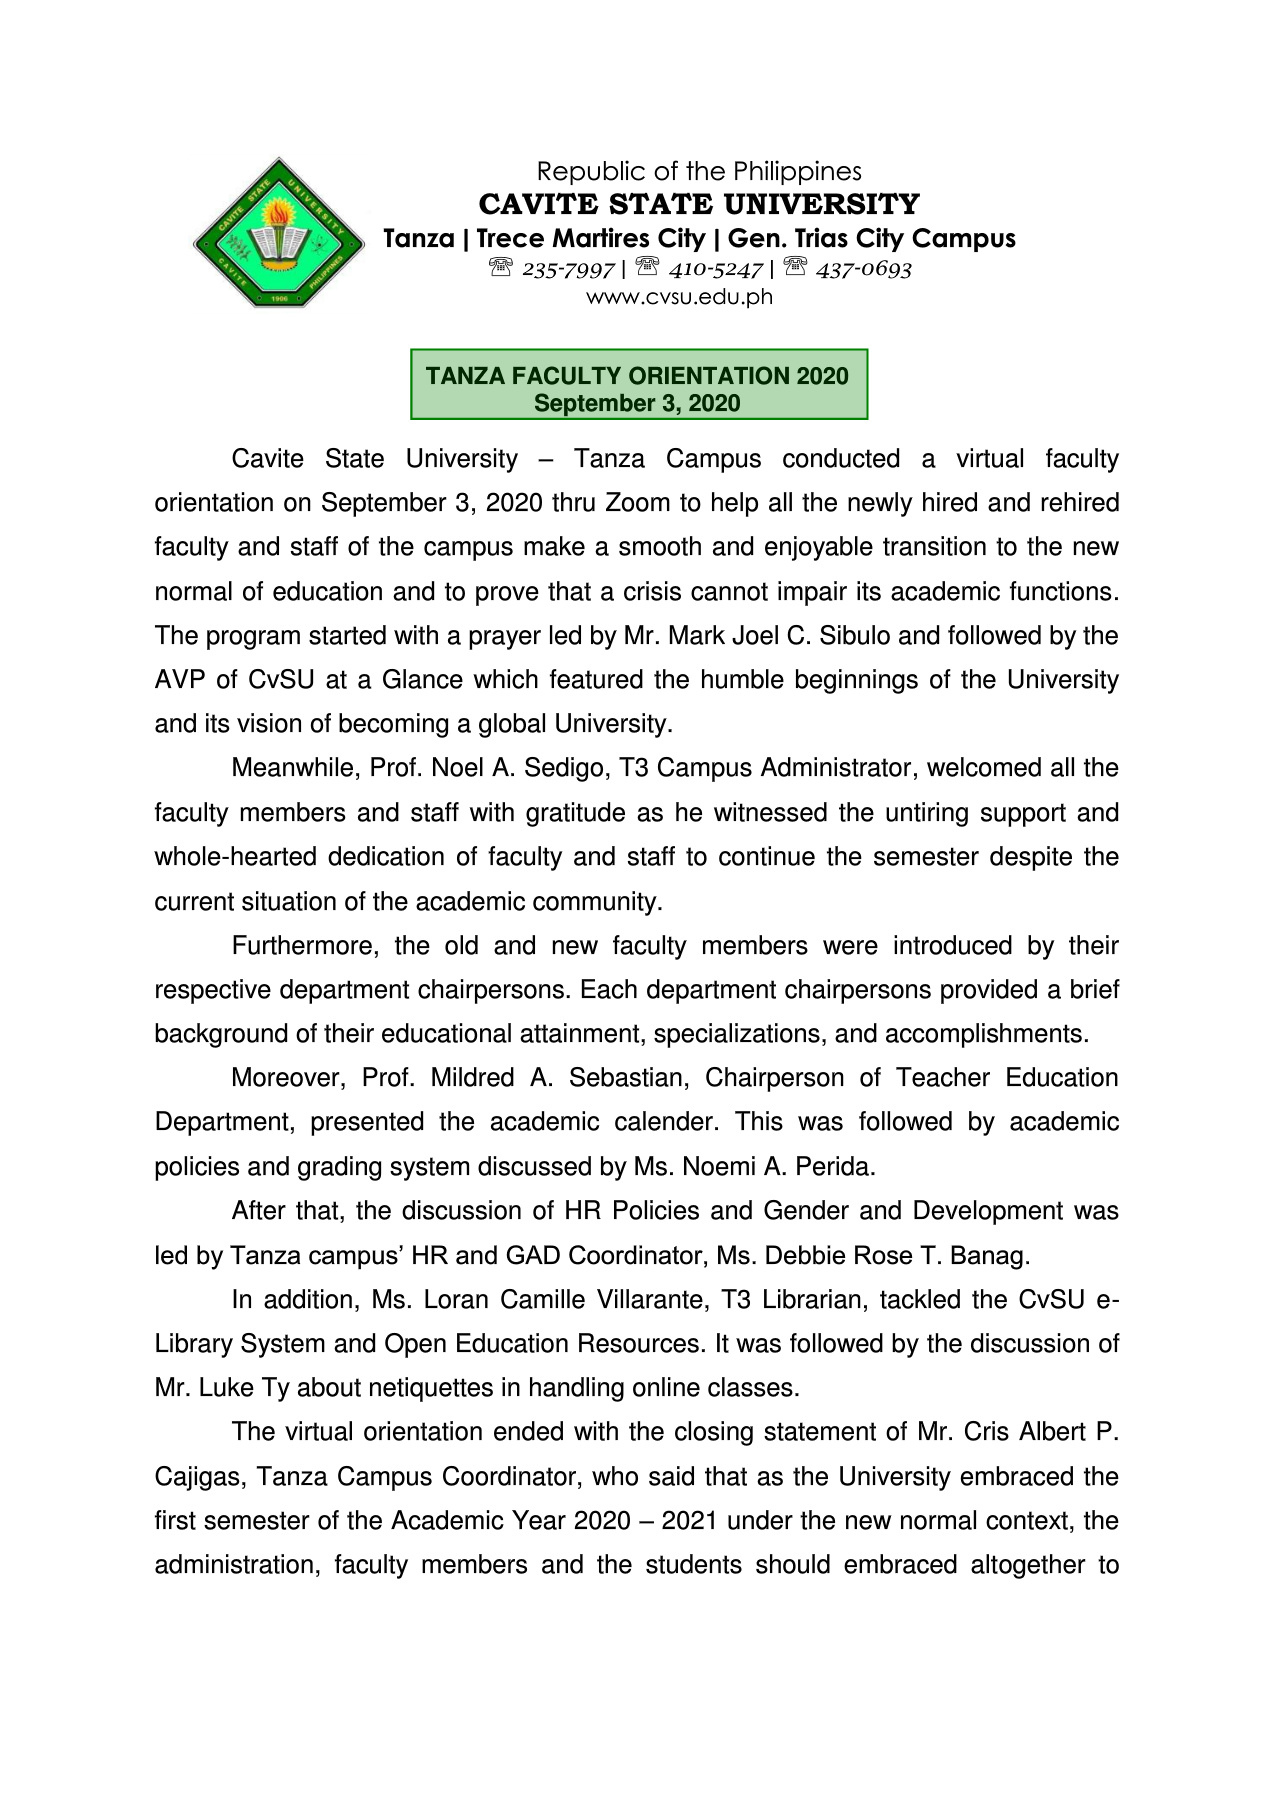 Republic of the Philippines
CAVITE STATE UNIVERSITY
Tanza | Trece Martires City | Gen. Trias City Campus
☏ 235-7997 | ☏ 410-5247 | ☏ 437-0693
www.cvsu.edu.ph
CAVITE STATE UNIVERSITY
CAVITE 1906 PHILIPPINES
TANZA FACULTY ORIENTATION 2020
September 3, 2020
Cavite State University – Tanza Campus conducted a virtual faculty
orientation on September 3, 2020 thru Zoom to help all the newly hired and rehired
faculty and staff of the campus make a smooth and enjoyable transition to the new
normal of education and to prove that a crisis cannot impair its academic functions.
The program started with a prayer led by Mr. Mark Joel C. Sibulo and followed by the
AVP of CvSU at a Glance which featured the humble beginnings of the University
and its vision of becoming a global University.
Meanwhile, Prof. Noel A. Sedigo, T3 Campus Administrator, welcomed all the
faculty members and staff with gratitude as he witnessed the untiring support and
whole-hearted dedication of faculty and staff to continue the semester despite the
current situation of the academic community.
Furthermore, the old and new faculty members were introduced by their
respective department chairpersons. Each department chairpersons provided a brief
background of their educational attainment, specializations, and accomplishments.
Moreover, Prof. Mildred A. Sebastian, Chairperson of Teacher Education
Department, presented the academic calender. This was followed by academic
policies and grading system discussed by Ms. Noemi A. Perida.
After that, the discussion of HR Policies and Gender and Development was
led by Tanza campus’ HR and GAD Coordinator, Ms. Debbie Rose T. Banag.
In addition, Ms. Loran Camille Villarante, T3 Librarian, tackled the CvSU e-
Library System and Open Education Resources. It was followed by the discussion of
Mr. Luke Ty about netiquettes in handling online classes.
The virtual orientation ended with the closing statement of Mr. Cris Albert P.
Cajigas, Tanza Campus Coordinator, who said that as the University embraced the
first semester of the Academic Year 2020 – 2021 under the new normal context, the
administration, faculty members and the students should embraced altogether to